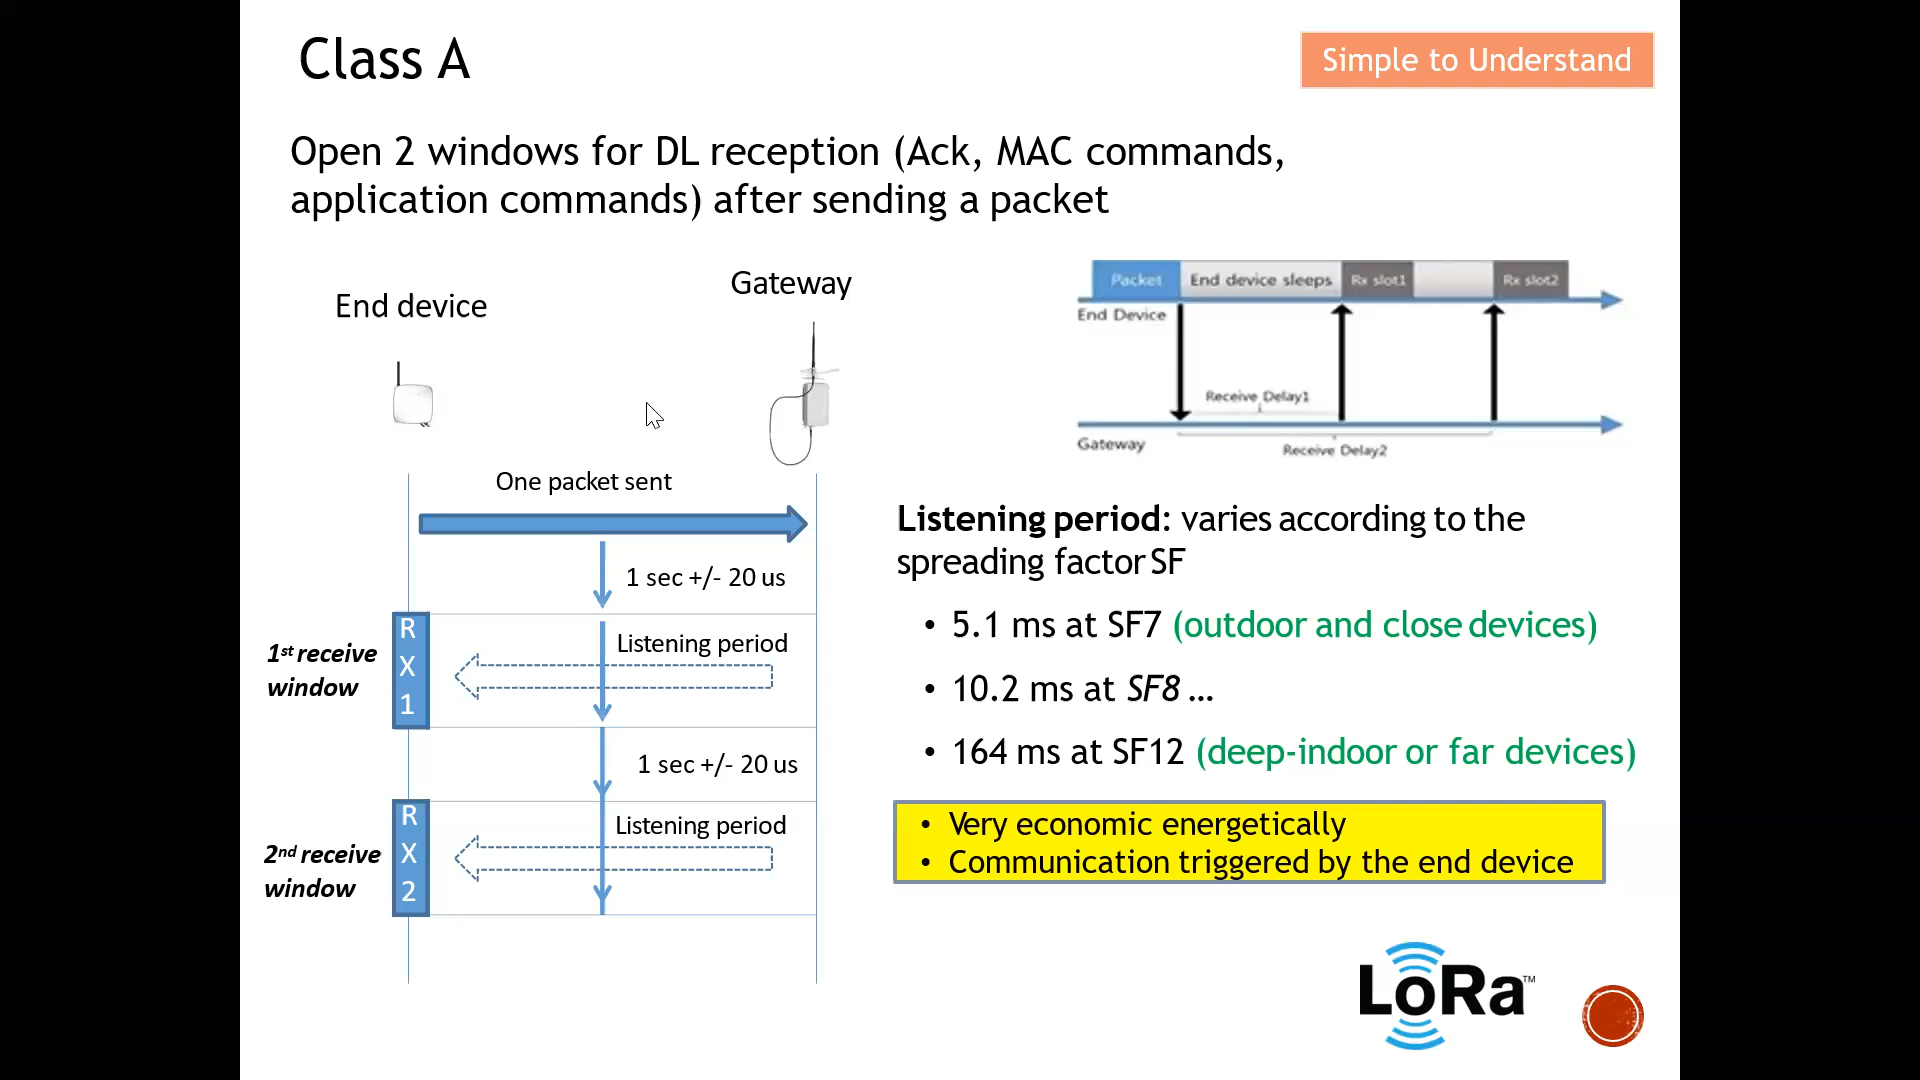 Class A
Simple to Understand
Open 2 windows for DL reception (Ack, MAC commands,
application commands) after sending a packet
End device
Gateway
One packet sent
1 sec +/- 20 us
1st receive
window
R
X
1
Listening period
1 sec +/- 20 us
2nd receive
window
R
X
2
Listening period
Packet
End device sleeps
Rx slot1
Rx slot2
End Device
Receive Delay1
Gateway
Receive Delay2
Listening period: varies according to the
spreading factor SF
• 5.1 ms at SF7 (outdoor and close devices)
• 10.2 ms at SF8 ...
• 164 ms at SF12 (deep-indoor or far devices)
• Very economic energetically
• Communication triggered by the end device
LoRa™